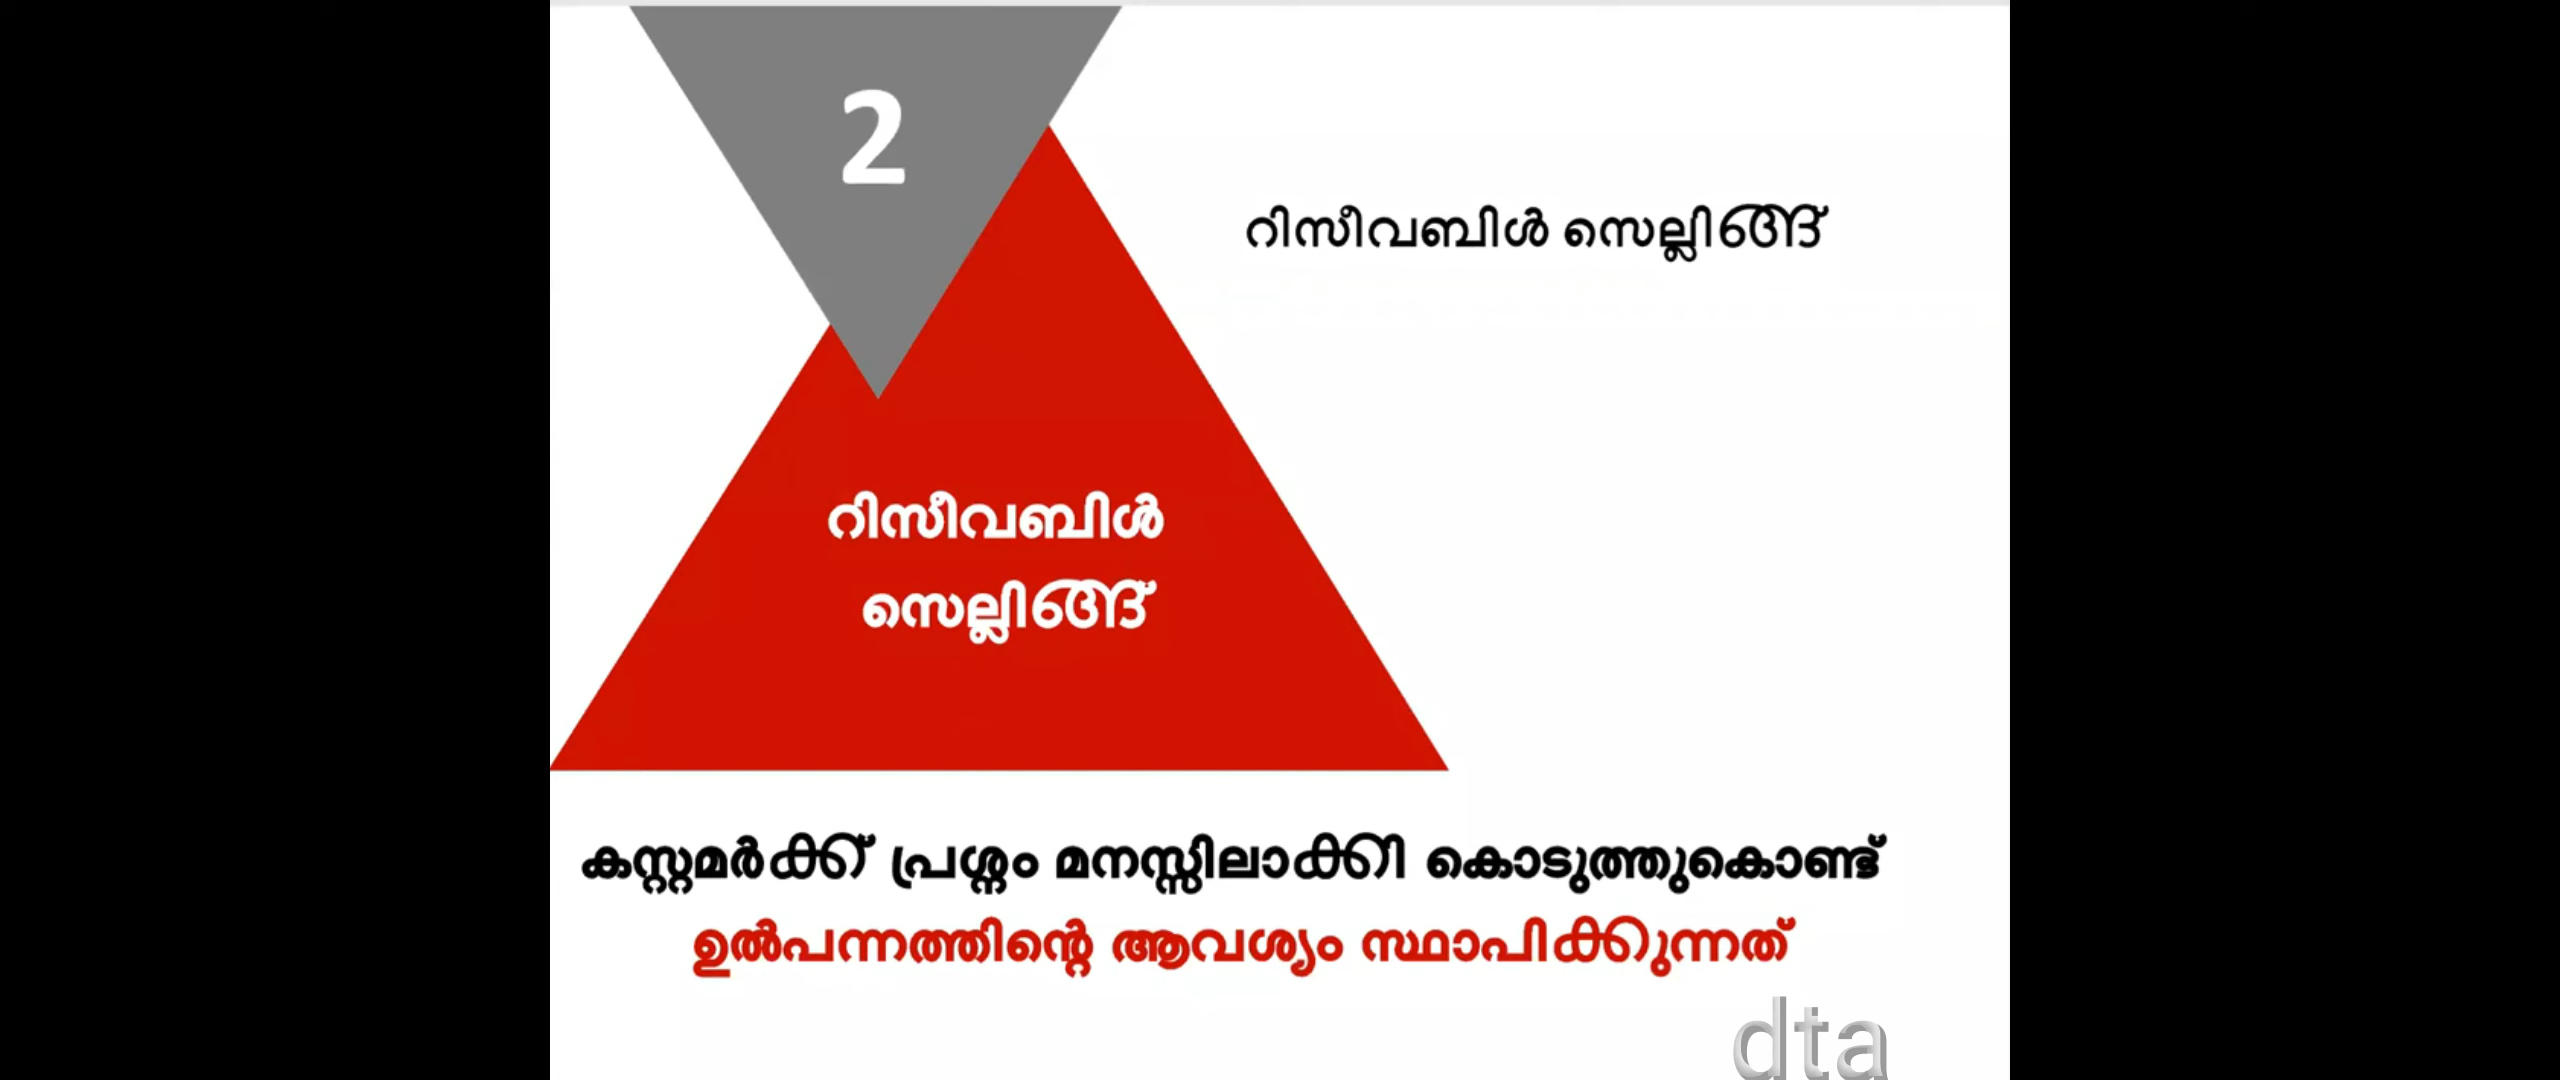 2
റിസീവബിൾ സെല്ലിങ്ങ്
റിസീവബിൾ
സെല്ലിങ്ങ്
കസ്റ്റമർക്ക് പ്രശ്നം മനസ്സിലാക്കി കൊടുത്തുകൊണ്ട്
ഉൽപന്നത്തിന്റെ ആവശ്യം സ്ഥാപിക്കുന്നത്
dta